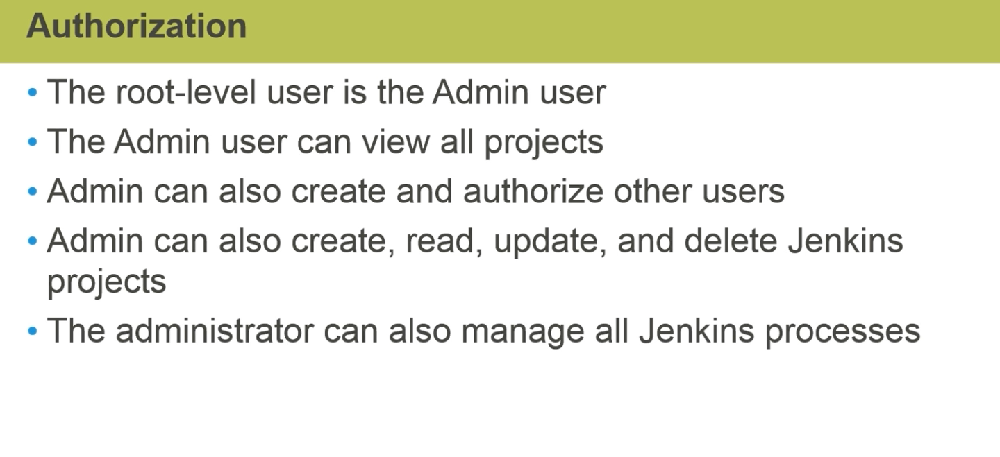 Authorization
• The root-level user is the Admin user
• The Admin user can view all projects
• Admin can also create and authorize other users
• Admin can also create, read, update, and delete Jenkins
projects
• The administrator can also manage all Jenkins processes